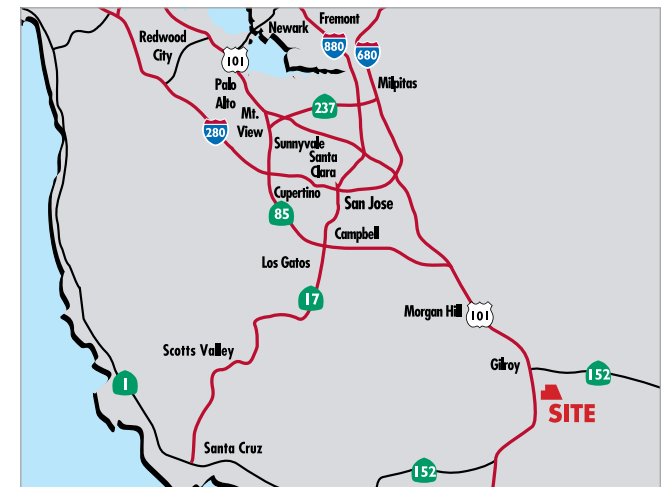 Fremont
Newark
Redwood
City
880
680
101
Palo
Alto
Milpitas
Mt.
View
237
280
Sunnyvale
Santa
Clara
Cupertino
San Jose
85
Campbell
Los Gatos
17
Morgan Hill
101
Scotts Valley
Gilroy
152
1
SITE
Santa Cruz
152